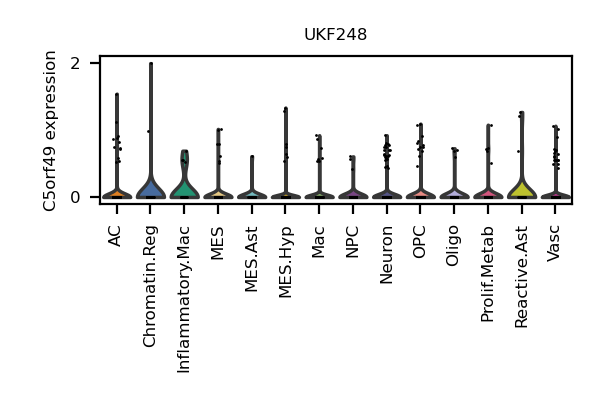 UKF248
C5orf49 expression
2
0
AC
Chromatin.Reg
Inflammatory.Mac
MES
MES.Ast
MES.Hyp
Mac
NPC
Neuron
OPC
Oligo
Prolif.Metab
Reactive.Ast
Vasc